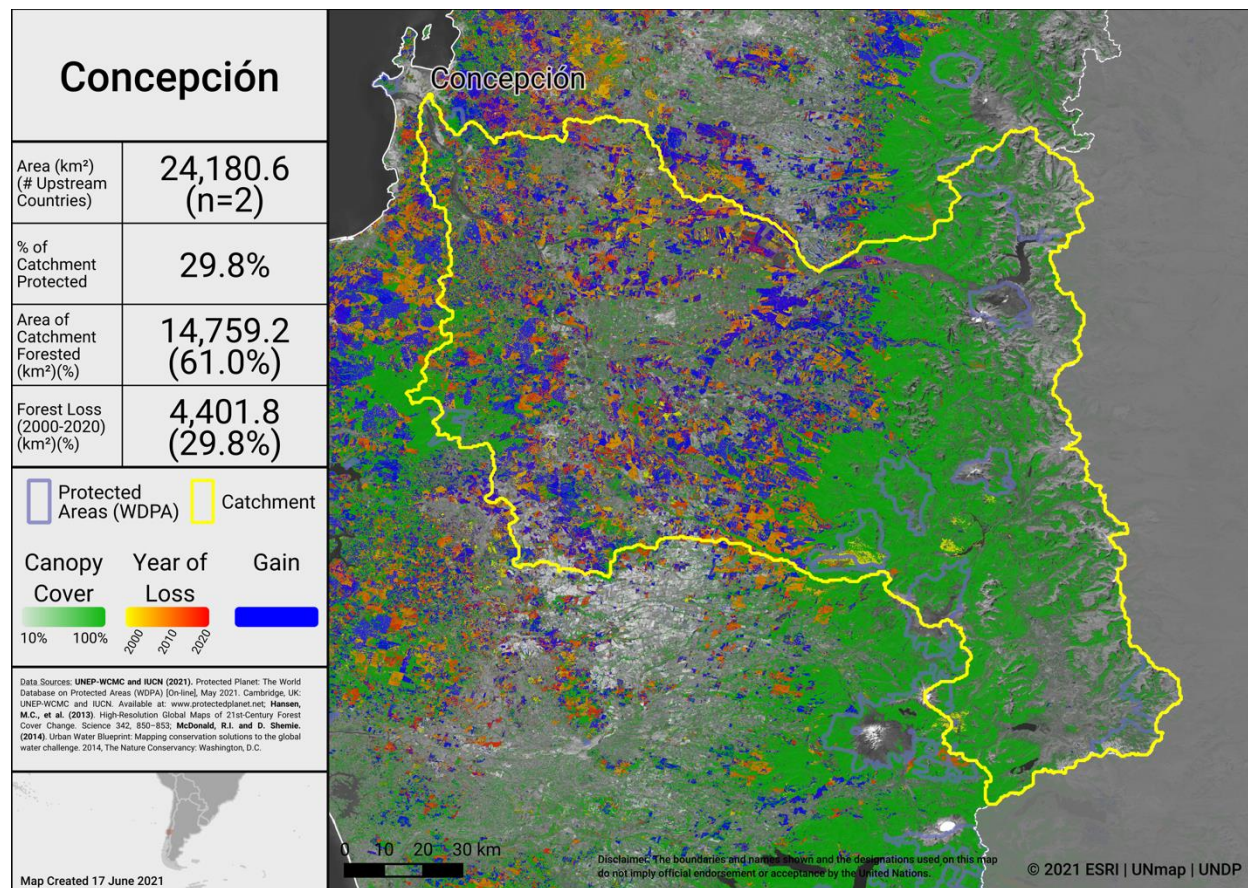 Concepción
Area (km²)
(# Upstream
Countries)
24,180.6
(n=2)
% of
Catchment
Protected
29.8%
Area of
Catchment
Forested
(km²)(%)
14,759.2
(61.0%)
Forest Loss
(2000-2020)
(km²)(%)
4,401.8
(29.8%)
Protected
Areas (WDPA)
Catchment
Canopy
Cover
10% 100%
Year of
Loss
2000 2010 2020
Gain
Data Sources: UNEP-WCMC and IUCN (2021). Protected Planet: The World
Database on Protected Areas (WDPA) [On-line], May 2021. Cambridge, UK:
UNEP-WCMC and IUCN. Available at: www.protectedplanet.net; Hansen,
M.C., et al. (2013). High-Resolution Global Maps of 21st-Century Forest
Cover Change. Science 342, 850–853; McDonald, R.I. and D. Shemie.
(2014). Urban Water Blueprint: Mapping conservation solutions to the global
water challenge. 2014, The Nature Conservancy: Washington, D.C.
Map Created 17 June 2021
Concepción
0 10 20 30 km
Disclaimer: The boundaries and names shown and the designations used on this map
do not imply official endorsement or acceptance by the United Nations.
© 2021 ESRI | UNmap | UNDP